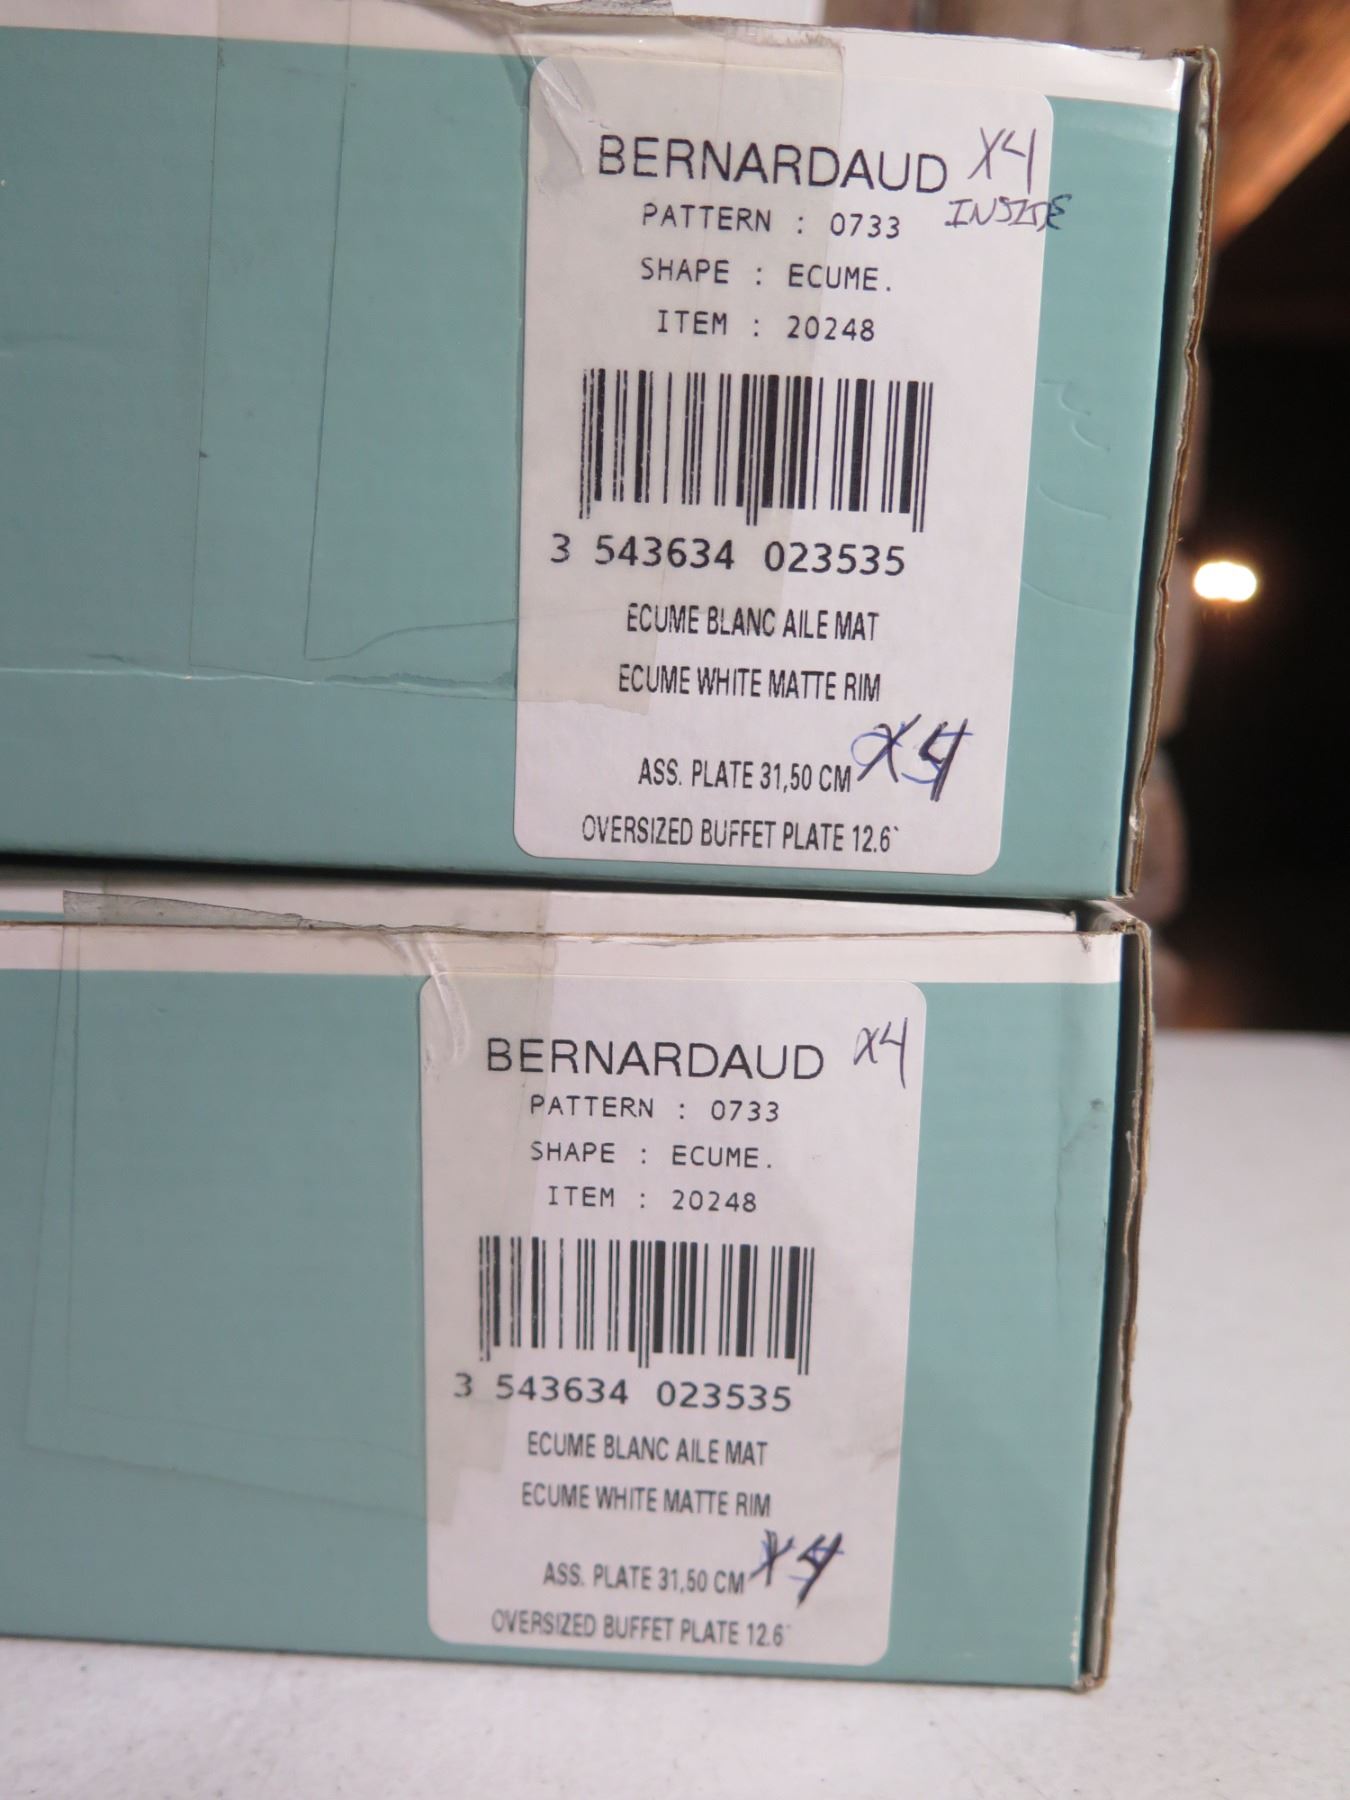 BERNARDAUD X4
INSIDE
PATTERN : 0733
SHAPE : ECUME.
ITEM : 20248
3 543634 023535
ECUME BLANC AILE MAT
ECUME WHITE MATTE RIM
ASS. PLATE 31,50 CM X4
OVERSIZED BUFFET PLATE 12.6`
BERNARDAUD X4
PATTERN : 0733
SHAPE : ECUME.
ITEM : 20248
3 543634 023535
ECUME BLANC AILE MAT
ECUME WHITE MATTE RIM
ASS. PLATE 31,50 CM X4
OVERSIZED BUFFET PLATE 12.6`